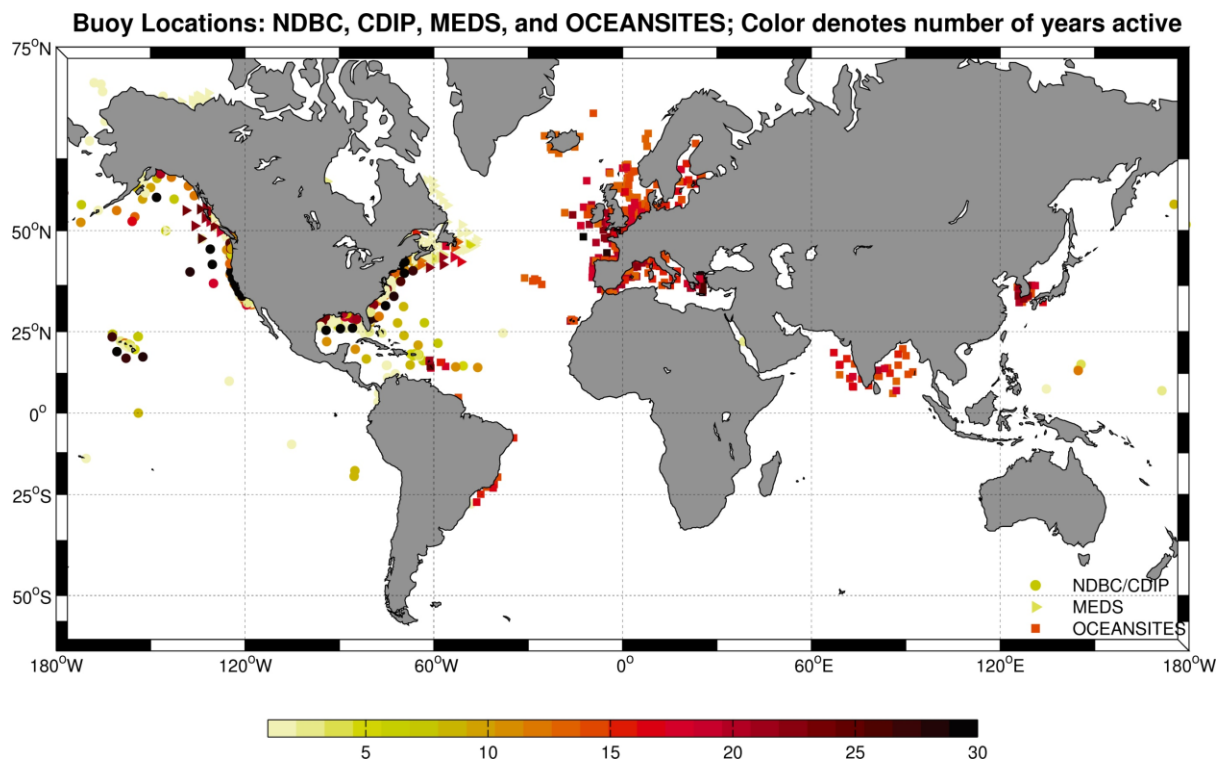 Buoy Locations: NDBC, CDIP, MEDS, and OCEANSITES; Color denotes number of years active
75°N
50°N
25°N
0°
25°S
50°S
NDBC/CDIP
MEDS
OCEANSITES
180°W 120°W 60°W 0° 60°E 120°E 180°W
5 10 15 20 25 30